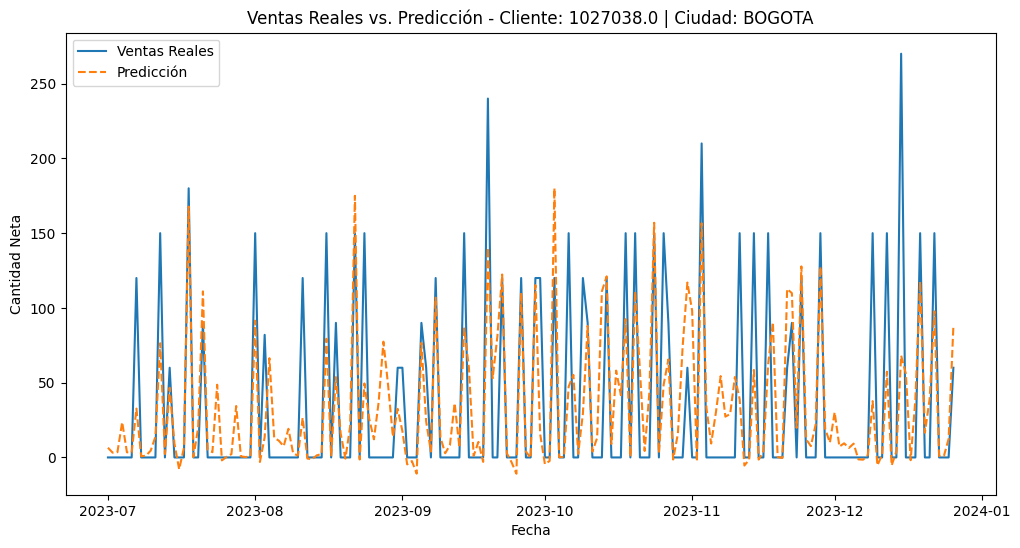 Ventas Reales vs. Predicción - Cliente: 1027038.0 | Ciudad: BOGOTA
Ventas Reales
Predicción
Cantidad Neta
250
200
150
100
50
0
2023-07
2023-08
2023-09
2023-10
2023-11
2023-12
2024-01
Fecha